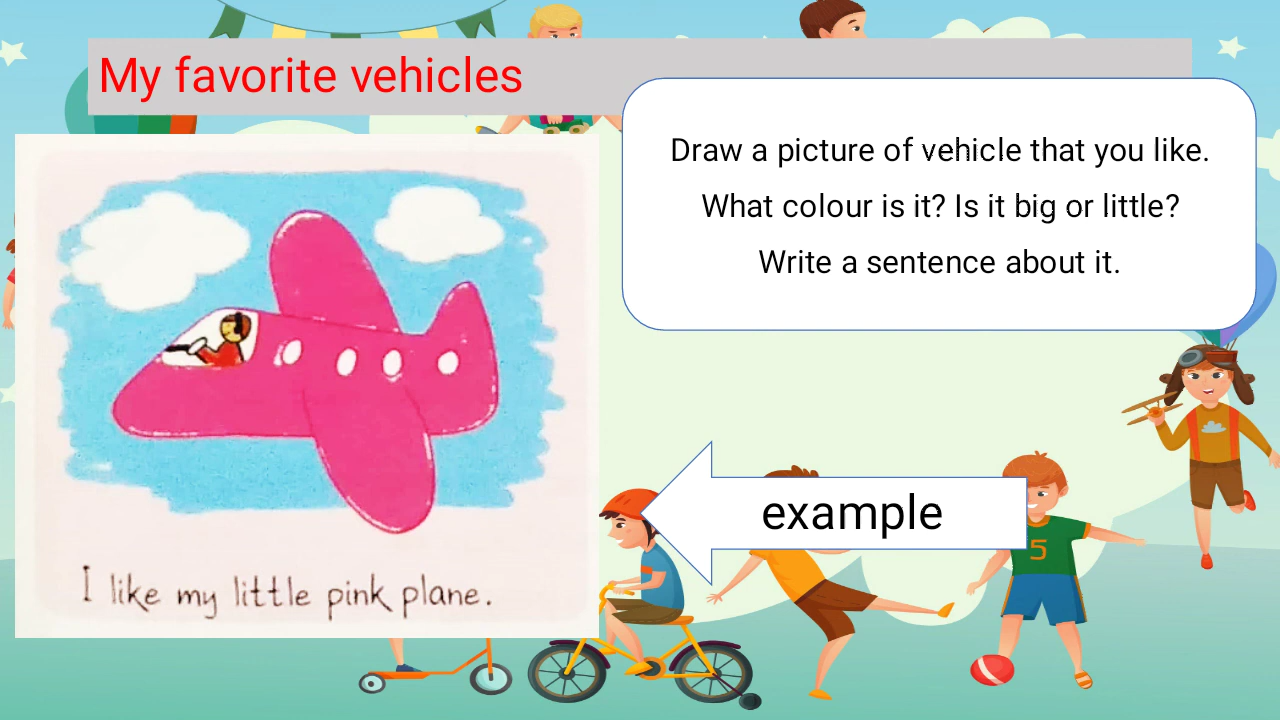 My favorite vehicles
Draw a picture of vehicle that you like.
What colour is it? Is it big or little?
Write a sentence about it.
example
5
I like my little pink plane.